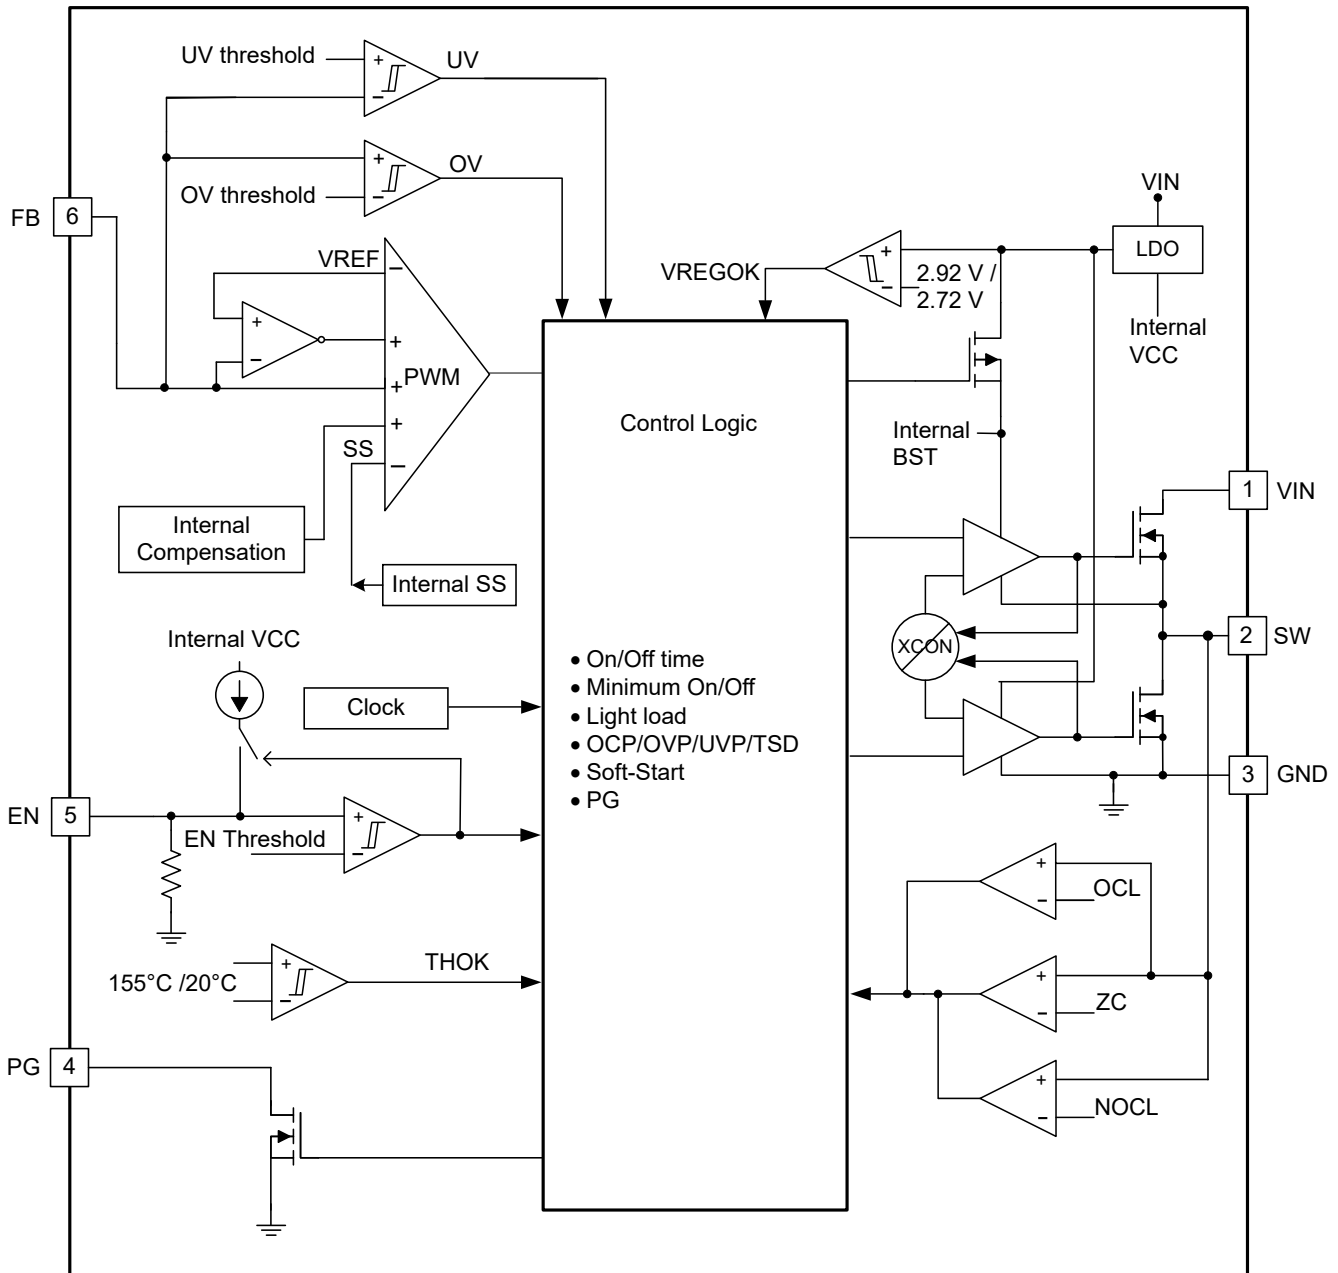 UV threshold
+
−
UV
+
−
OV
OV threshold
FB
6
VREF
−
+
−
+
+
PWM
+
SS
−
Internal
Compensation
Internal SS
VREGOK
+
−
2.92 V /
2.72 V
VIN
LDO
Internal
VCC
Control Logic
Internal
BST
1
VIN
XCON
2
SW
3
GND
Internal VCC
Clock
• On/Off time
• Minimum On/Off
• Light load
• OCP/OVP/UVP/TSD
• Soft-Start
• PG
EN
5
EN Threshold
+
−
155°C /20°C
+
−
THOK
PG
4
+
−
OCL
+
−
ZC
+
−
NOCL